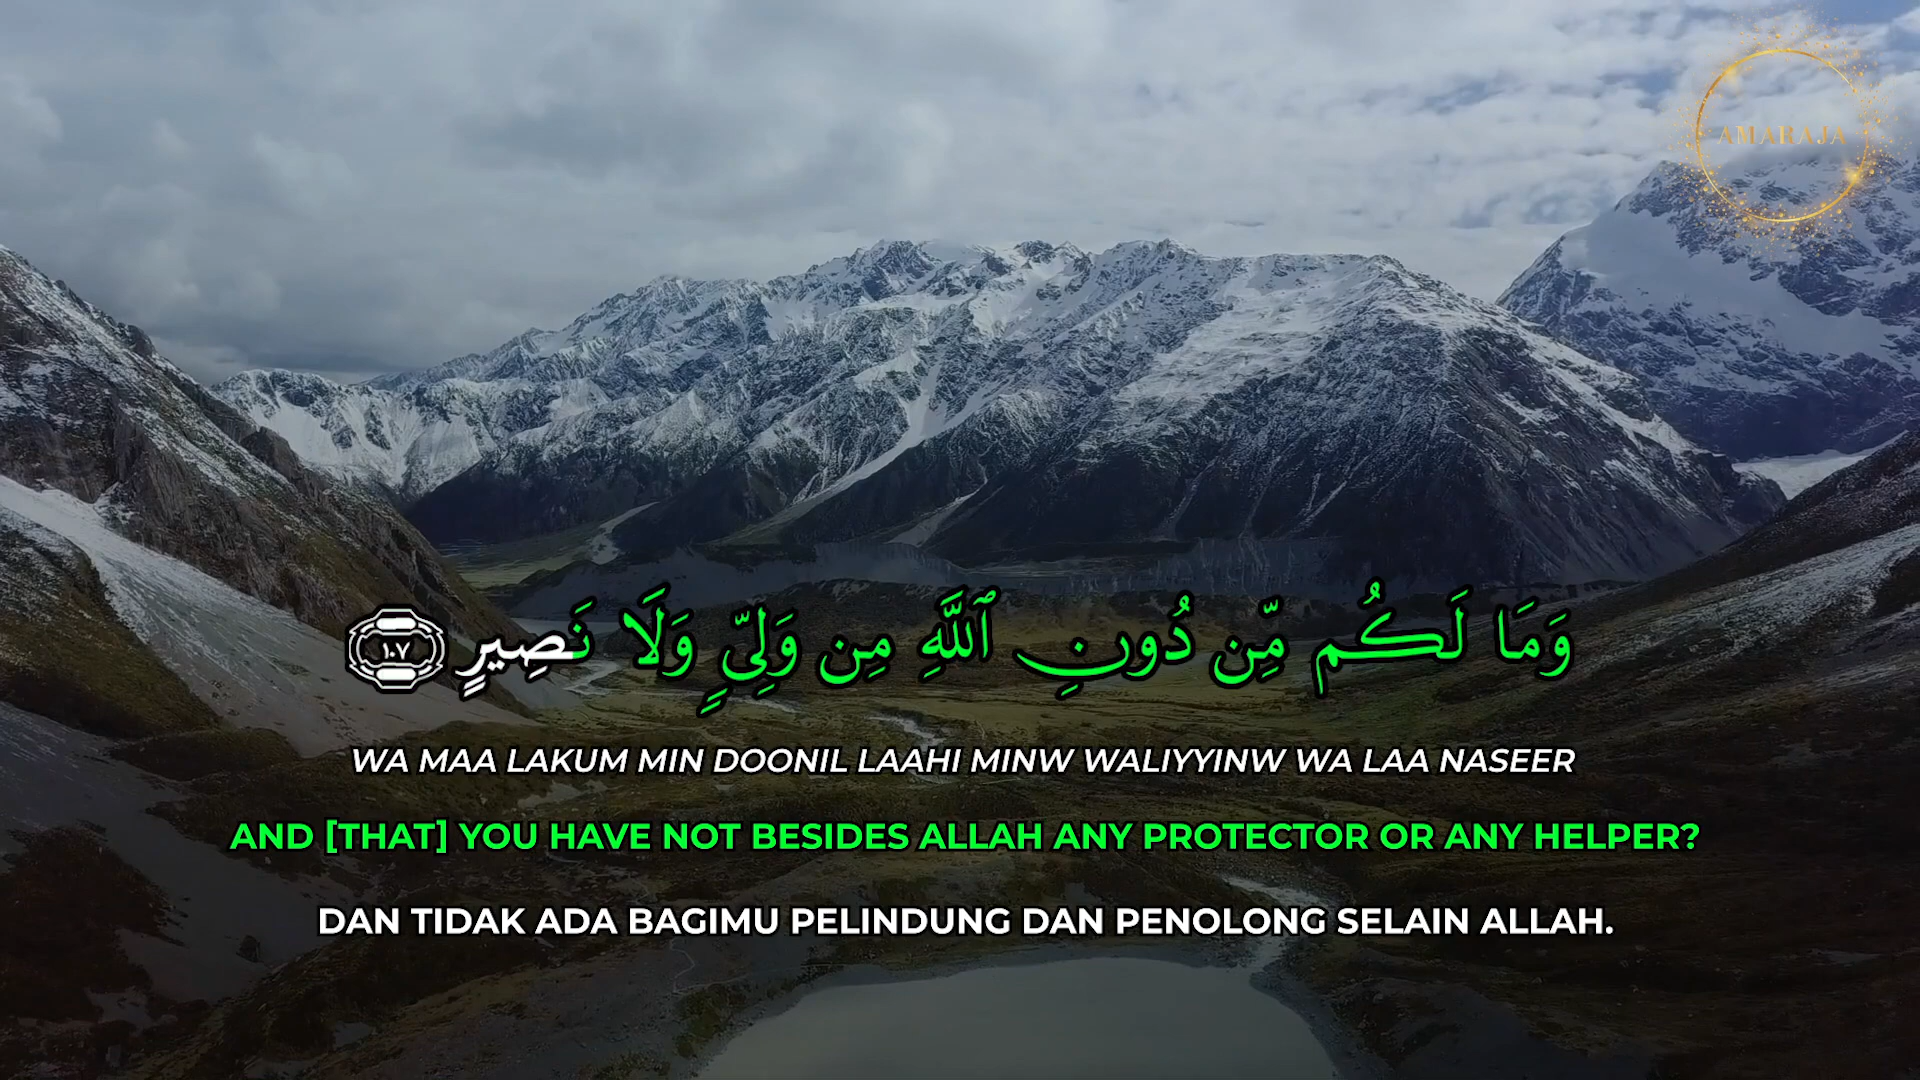 AMARAJA
وَمَا لَكُم مِّن دُونِ ٱللَّهِ مِن وَلِيٍّ وَلَا نَصِيرٍ ١٠٧
WA MAA LAKUM MIN DOONIL LAAHI MINW WALIYYINW WA LAA NASEER
AND [THAT] YOU HAVE NOT BESIDES ALLAH ANY PROTECTOR OR ANY HELPER?
DAN TIDAK ADA BAGIMU PELINDUNG DAN PENOLONG SELAIN ALLAH.